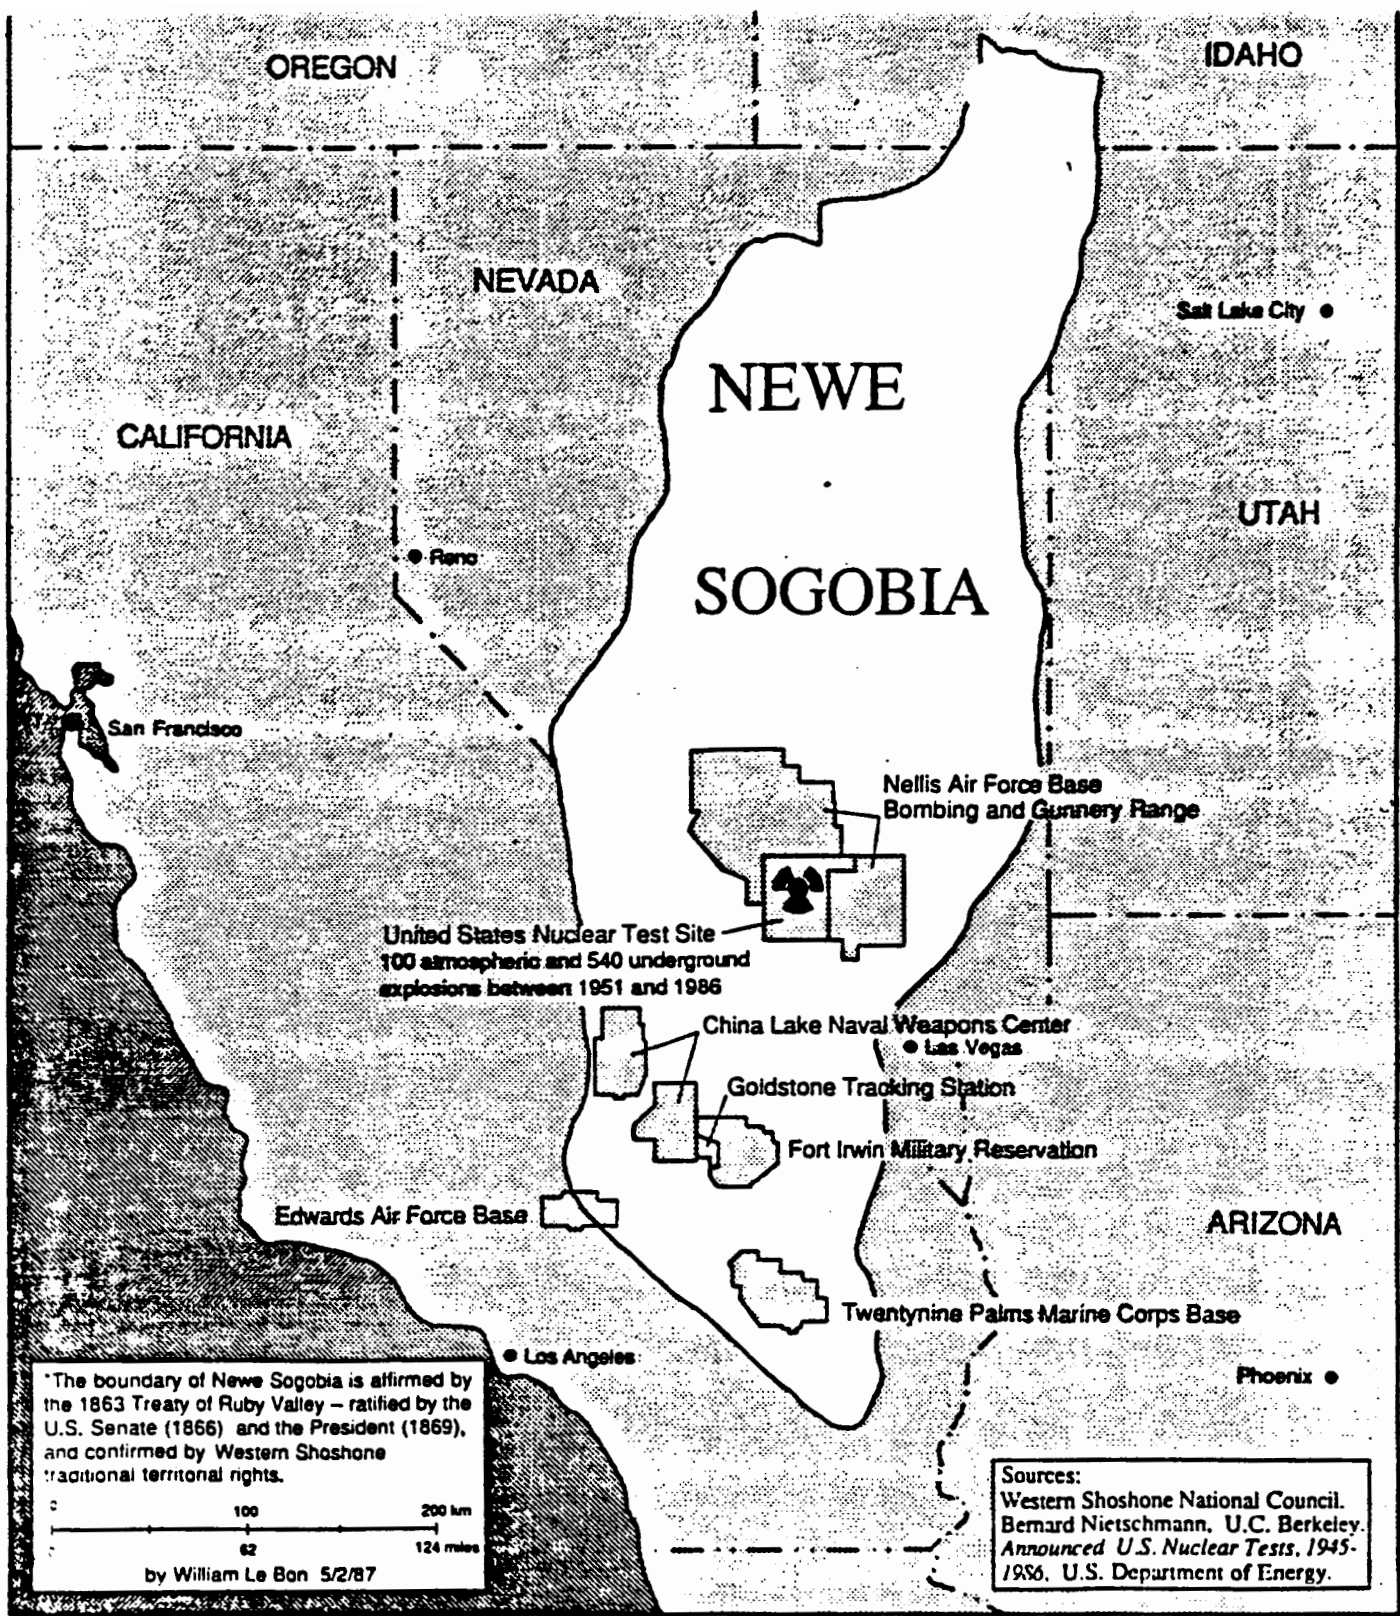 OREGON
IDAHO
NEVADA
Salt Lake City
NEWE
CALIFORNIA
UTAH
Reno
SOGOBIA
San Francisco
Nellis Air Force Base
Bombing and Gunnery Range
United States Nuclear Test Site
100 atmospheric and 540 underground
explosions between 1951 and 1986
China Lake Naval Weapons Center
Las Vegas
Goldstone Tracking Station
Fort Irwin Military Reservation
Edwards Air Force Base
ARIZONA
Twentynine Palms Marine Corps Base
Los Angeles
Phoenix
*The boundary of Newe Sogobia is affirmed by
the 1863 Treaty of Ruby Valley – ratified by the
U.S. Senate (1866) and the President (1869),
and confirmed by Western Shoshone
traditional territorial rights.
100 200 km
62 124 miles
by William Le Bon 5/2/87
Sources:
Western Shoshone National Council.
Bernard Nietschmann, U.C. Berkeley.
Announced U.S. Nuclear Tests, 1945-
1986, U.S. Department of Energy.